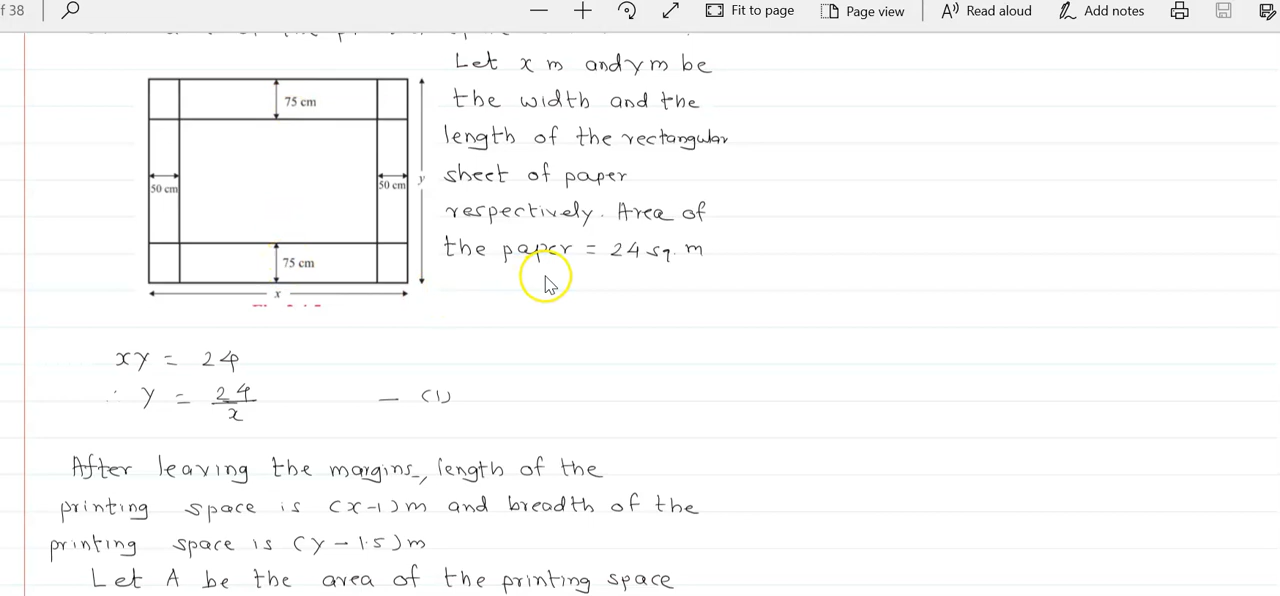 f 38
Fit to page
Page view
Read aloud
Add notes
Let x m and y m be
the width and the
length of the rectangular
sheet of paper
respectively. Area of
the paper = 24 sq. m
75 cm
50 cm
50 cm
y
75 cm
x
xy = 24
∴ y = 24/x — (1)
After leaving the margins, length of the
printing space is (x-1) m and breadth of the
printing space is (y - 1.5) m
Let A be the area of the printing space